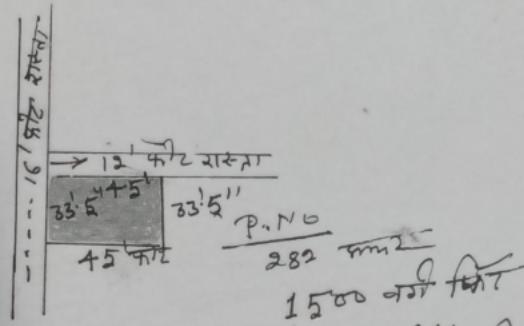 16' फीट रास्ता
→ 12' फीट रास्ता
45'
33'.5"
33'.5"
45' फीट
P.NO
282
1500 वर्ग फिट